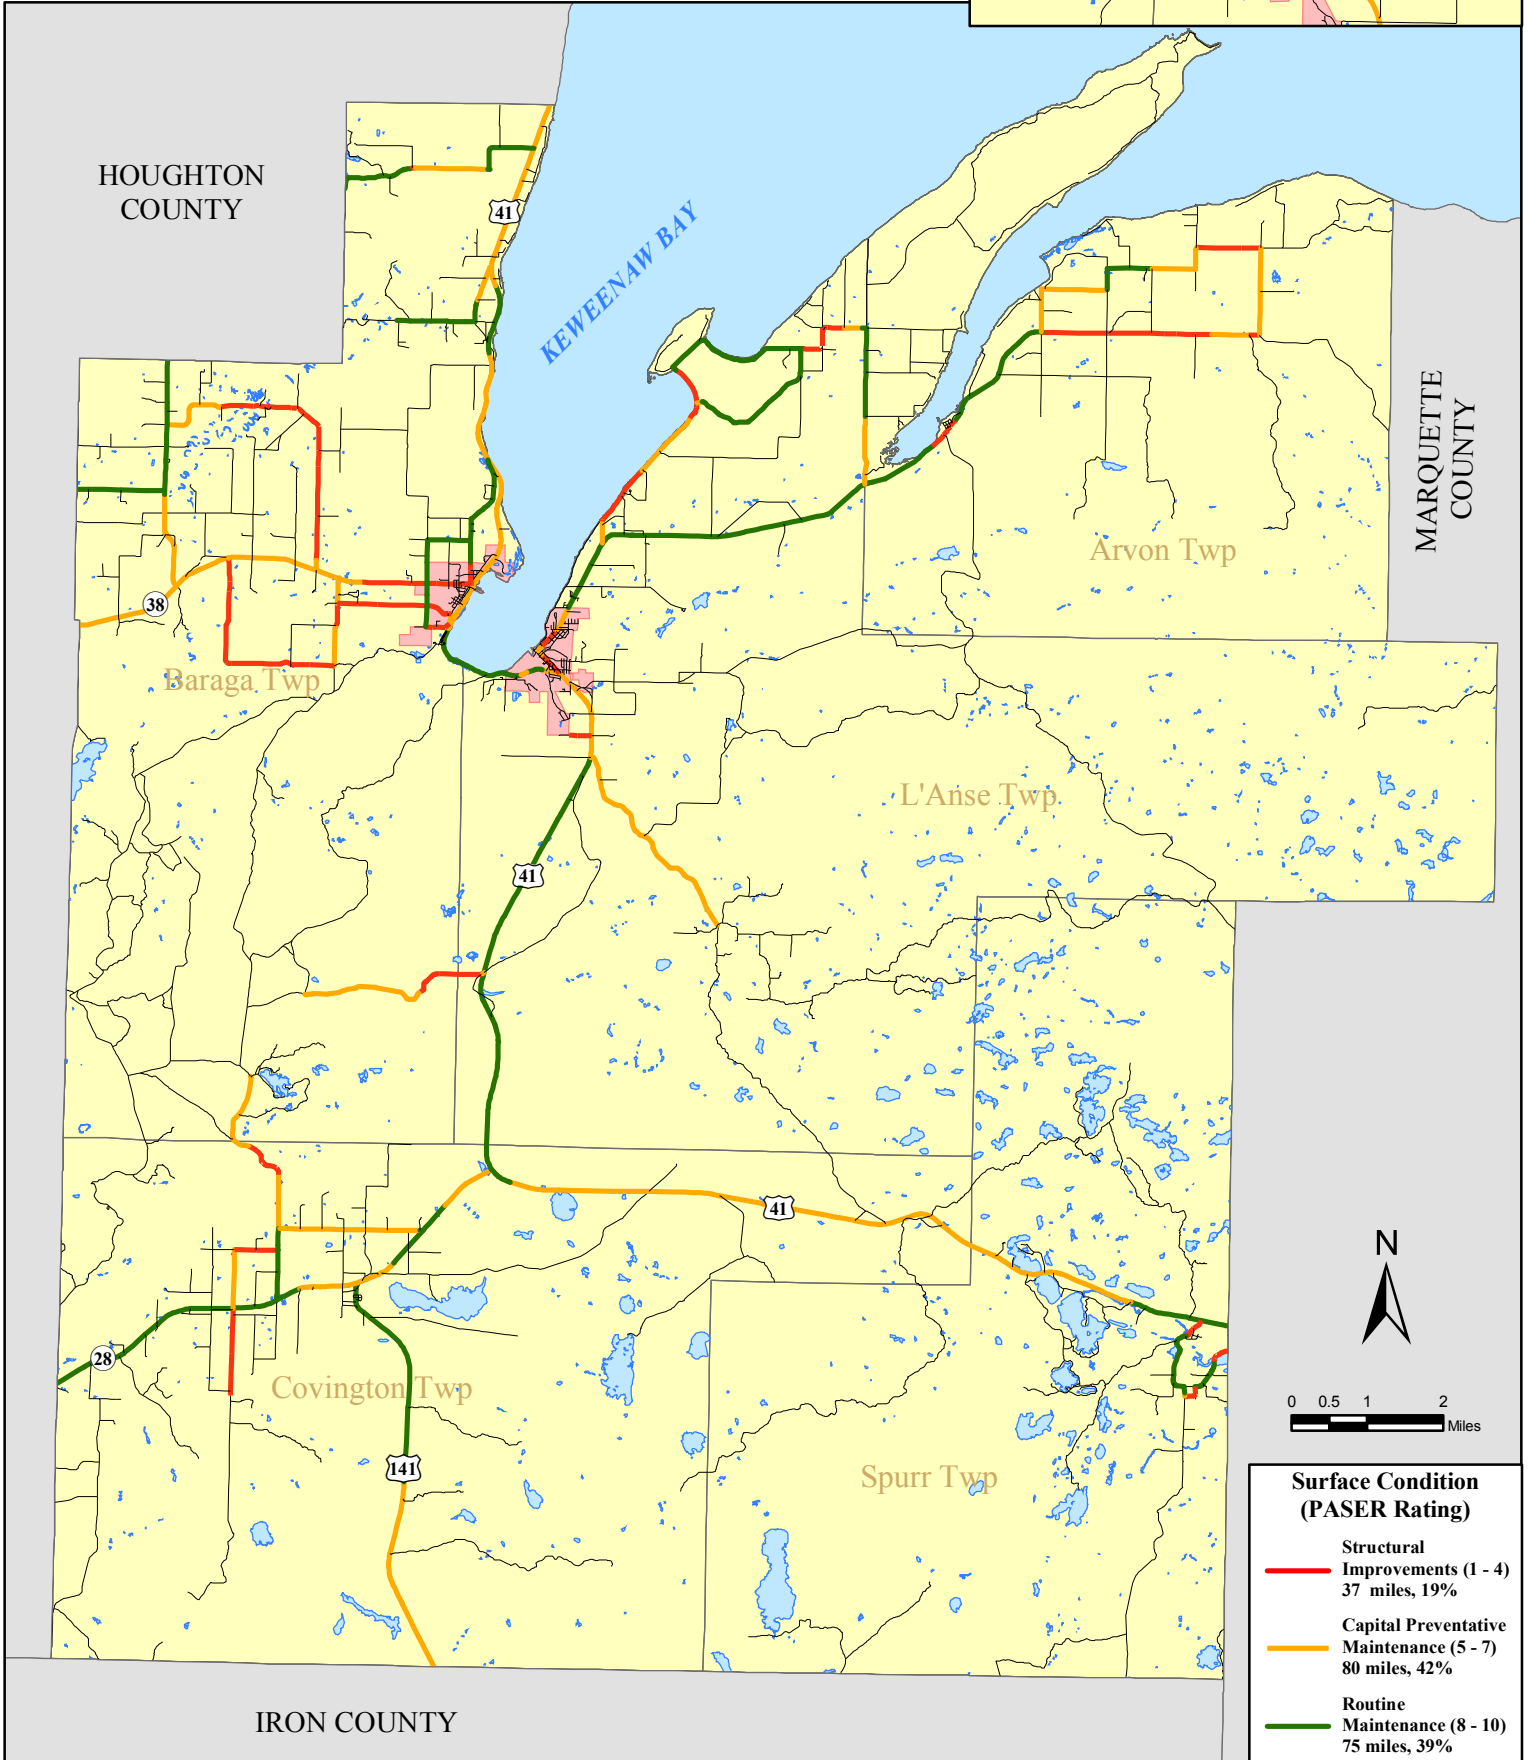 HOUGHTON
COUNTY
41
KEWEENAW BAY
MARQUETTE
COUNTY
Arvon Twp
38
Baraga Twp
L'Anse Twp
41
41
N
28
Covington Twp
0 0.5 1 2
Miles
141
Spurr Twp
Surface Condition
(PASER Rating)
Structural
Improvements (1 - 4)
37 miles, 19%
Capital Preventative
Maintenance (5 - 7)
80 miles, 42%
Routine
Maintenance (8 - 10)
75 miles, 39%
IRON COUNTY